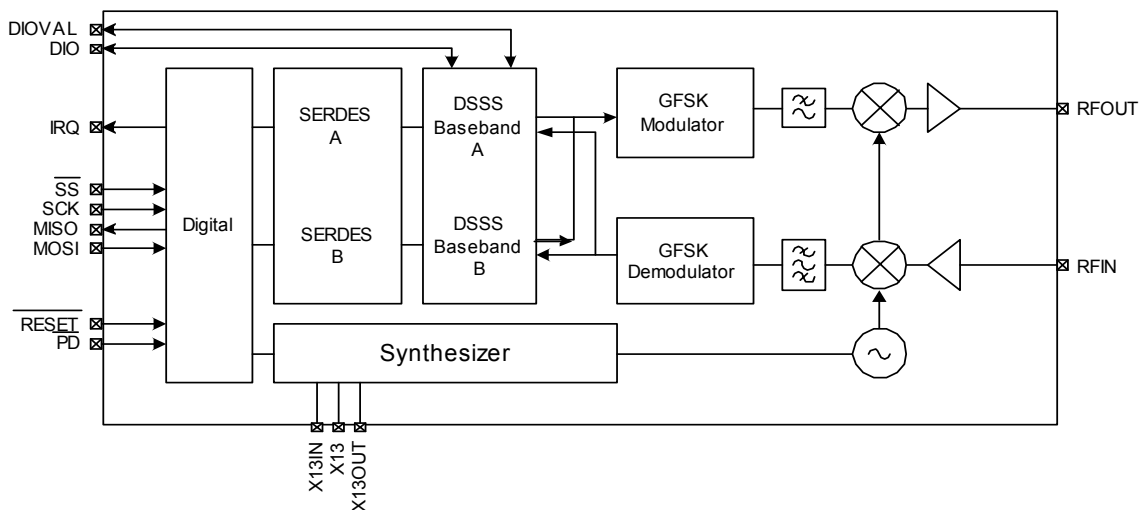 DIOVAL
DIO
IRQ
SS
SCK
MISO
MOSI
RESET
PD
Digital
SERDES
A
SERDES
B
DSSS
Baseband
A
DSSS
Baseband
B
GFSK
Modulator
GFSK
Demodulator
Synthesizer
RFOUT
RFIN
X13IN
X13
X13OUT